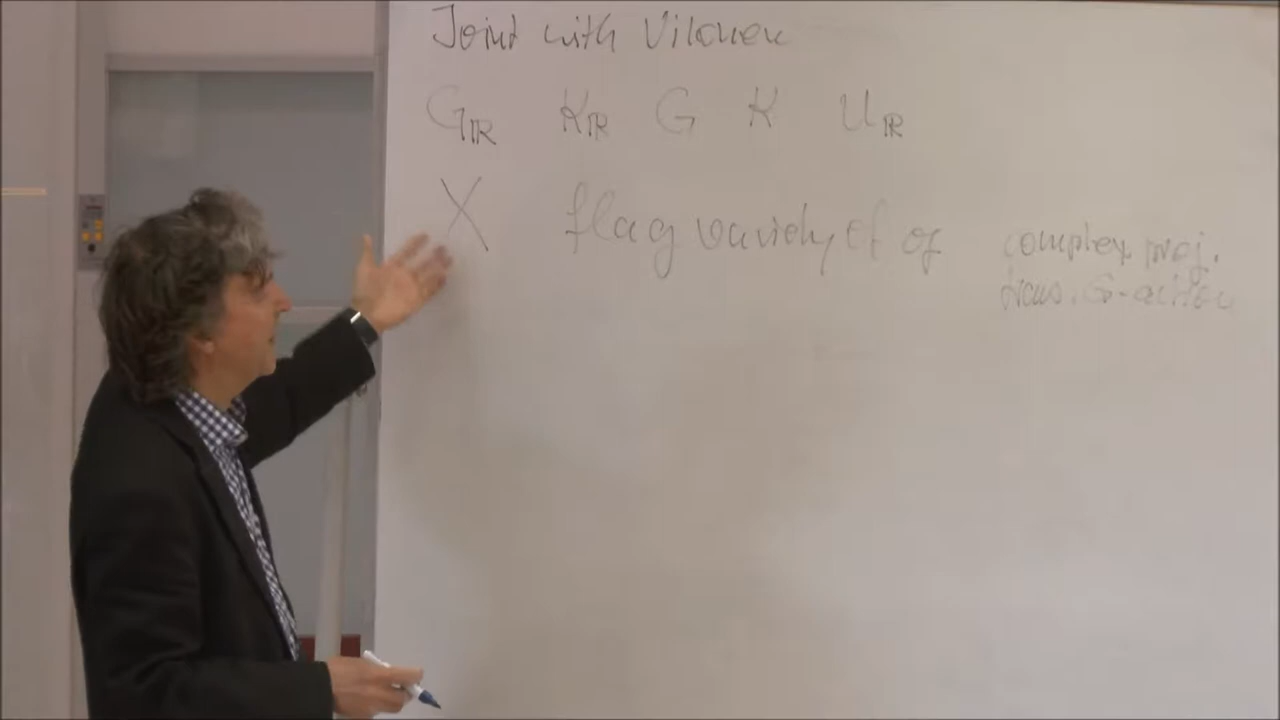 Joint with Vilonen
G_ℝ K_ℝ G K U_ℝ
X flag variety of of complex proj.
trans. G-action